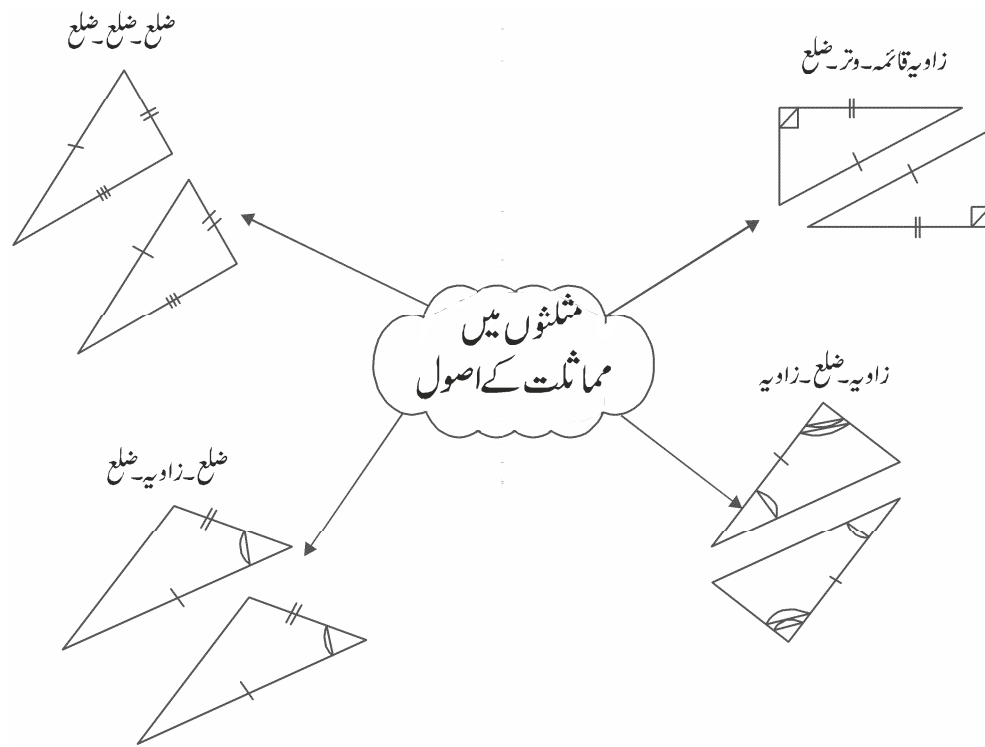 ضلع۔ضلع۔ضلع
زاویہ قائمہ۔وتر۔ضلع
مثلثوں میں
مماثلت کے اصول
زاویہ۔ضلع۔زاویہ
ضلع۔زاویہ۔ضلع